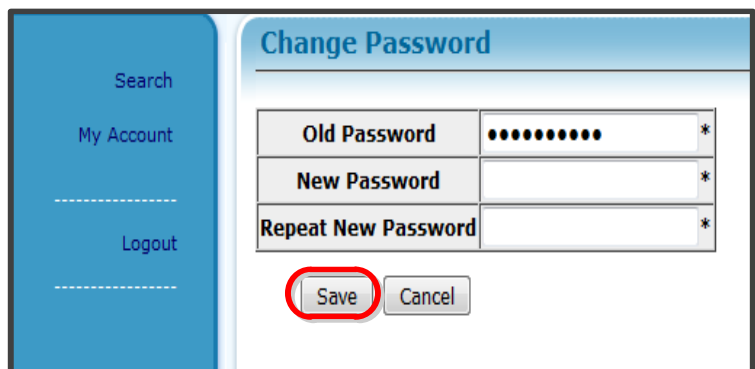 Change Password
Search
My Account
-----------------
Logout
-----------------
Old Password ●●●●●●●●●● *
New Password *
Repeat New Password *
Save Cancel